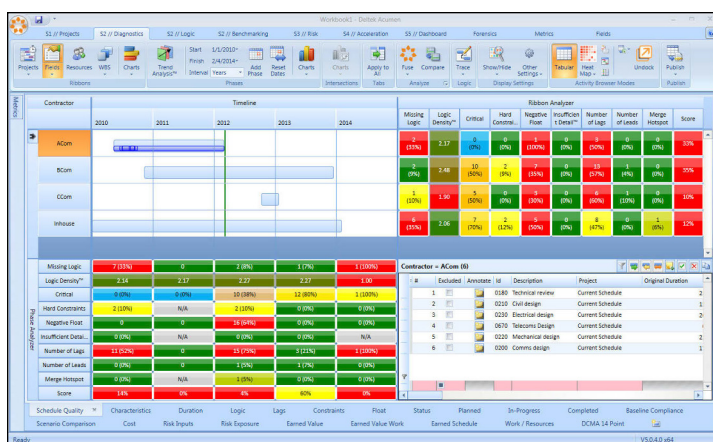 Workbook1 - Deltek Acumen
S1 // Projects S2 // Diagnostics S2 // Logic S2 // Benchmarking S3 // Risk S4 // Acceleration S5 // Dashboard Forensics Metrics Fields
Projects Fields Resources WBS Charts
Ribbons
Trend Analysis™
Start 1/1/2010
Finish 2/4/2014
Interval Years
Add Phase Reset Dates Charts
Phases
Charts
Intersections
Apply to All
Tabs
Fuse Compare
Analyze
Trace
Logic
Show/Hide Other Settings
Display Settings
Tabular Heat Map Undock
Activity Browser Modes
Publish
Publish
Metrics
Contractor Timeline Ribbon Analyzer
2010 2011 2012 2013 2014
Missing Logic Logic Density™ Critical Hard Constrai... Negative Float Insufficien t Detail™ Number of Lags Number of Leads Merge Hotspot Score
ACom 2 (33%) 2.17 0 (0%) 0 (0%) 1 (100%) 0 (0%) 3 (50%) 0 (0%) 0 (0%) 33%
BCom 2 (9%) 2.48 10 (50%) 2 (9%) 7 (35%) 0 (0%) 13 (57%) 1 (4%) 0 (0%) 35%
CCom 1 (10%) 1.90 5 (50%) 0 (0%) 3 (30%) 0 (0%) 6 (60%) 1 (10%) 0 (0%) 10%
Inhouse 6 (35%) 2.06 7 (70%) 2 (12%) 5 (50%) 0 (0%) 8 (47%) 0 (0%) 1 (6%) 12%
Phase Analyzer
Missing Logic 7 (33%) 0 2 (8%) 1 (7%) 1 (100%)
Logic Density™ 2.14 2.17 2.27 2.27 1.00
Critical 0 (0%) 0 (0%) 10 (38%) 12 (80%) 1 (100%)
Hard Constraints 2 (10%) N/A 2 (10%) 0 (0%) 0 (0%)
Negative Float 0 0 16 (64%) 0 (0%) 0 (0%)
Insufficient Detai... 0 (0%) N/A 0 (0%) 0 (0%) N/A
Number of Lags 11 (52%) 0 15 (75%) 3 (21%) 1 (100%)
Number of Leads 0 (0%) 0 1 (5%) 1 (7%) 0 (0%)
Merge Hotspot 0 (0%) N/A 1 (5%) 0 (0%) 0 (0%)
Score 14% 0% 4% 60% 0%
Contractor = ACom (6)
# Excluded Annotate Id Description Project Original Duration
1 0180 Technical review Current Schedule
2 0210 Civil design Current Schedule
3 0230 Electrical design Current Schedule
4 0670 Telecoms Design Current Schedule
5 0220 Mechanical design Current Schedule
6 0200 Comms design Current Schedule
Schedule Quality Characteristics Duration Logic Lags Constraints Float Status Planned In-Progress Completed Baseline Compliance
Scenario Comparison Cost Risk Inputs Risk Exposure Earned Value Earned Value Work Earned Schedule Work / Resources DCMA 14 Point
Ready V5.0.4.0 x64